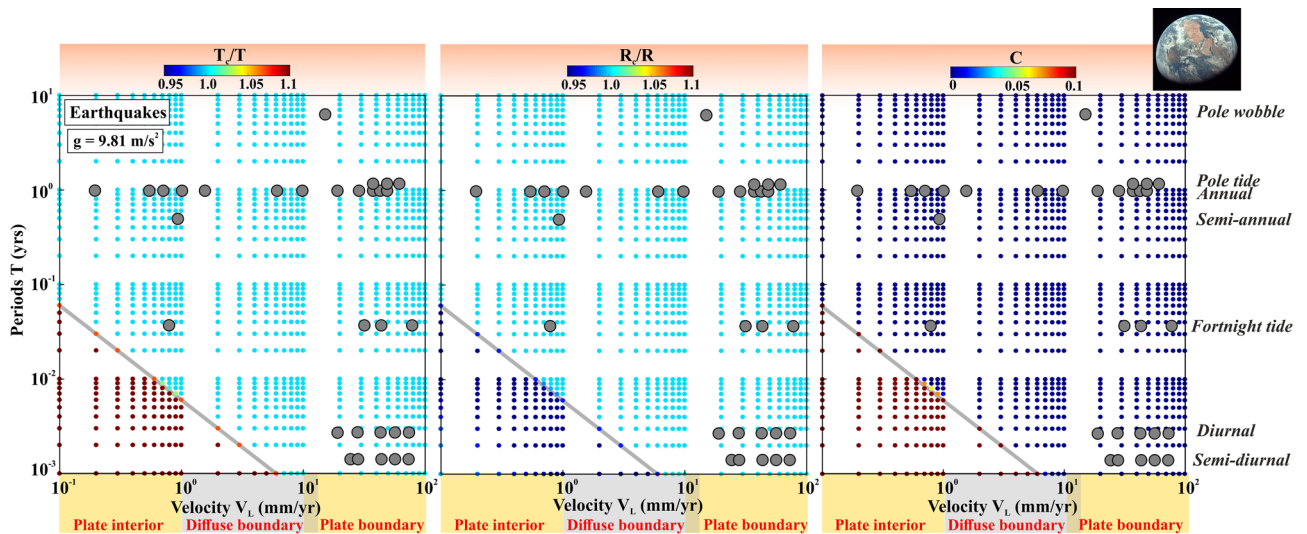 T_c/T
0.95 1.0 1.05 1.1
R_c/R
0.95 1.0 1.05 1.1
C
0 0.05 0.1
Earthquakes
g = 9.81 m/s²
Periods T (yrs)
10¹
10⁰
10⁻¹
10⁻²
10⁻³
Pole wobble
Pole tide
Annual
Semi-annual
Fortnight tide
Diurnal
Semi-diurnal
10⁻¹ 10⁰ 10¹ 10²
Velocity V_L (mm/yr)
Plate interior Diffuse boundary Plate boundary
10⁰ 10¹ 10²
Velocity V_L (mm/yr)
Plate interior Diffuse boundary Plate boundary
10⁰ 10¹ 10²
Velocity V_L (mm/yr)
Plate interior Diffuse boundary Plate boundary